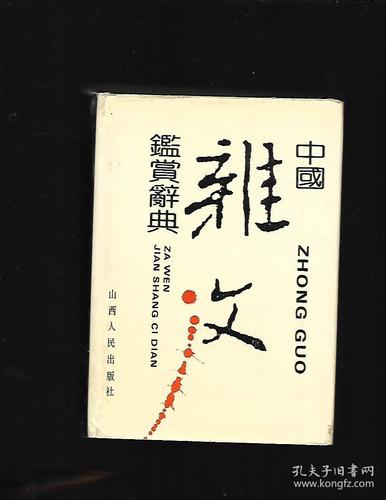 中國
ZHONG GUO
雜文
鑑賞辭典
ZA WEN
JIAN SHANG CI DIAN
山西人民出版社
孔夫子旧书网
www.kongfz.com